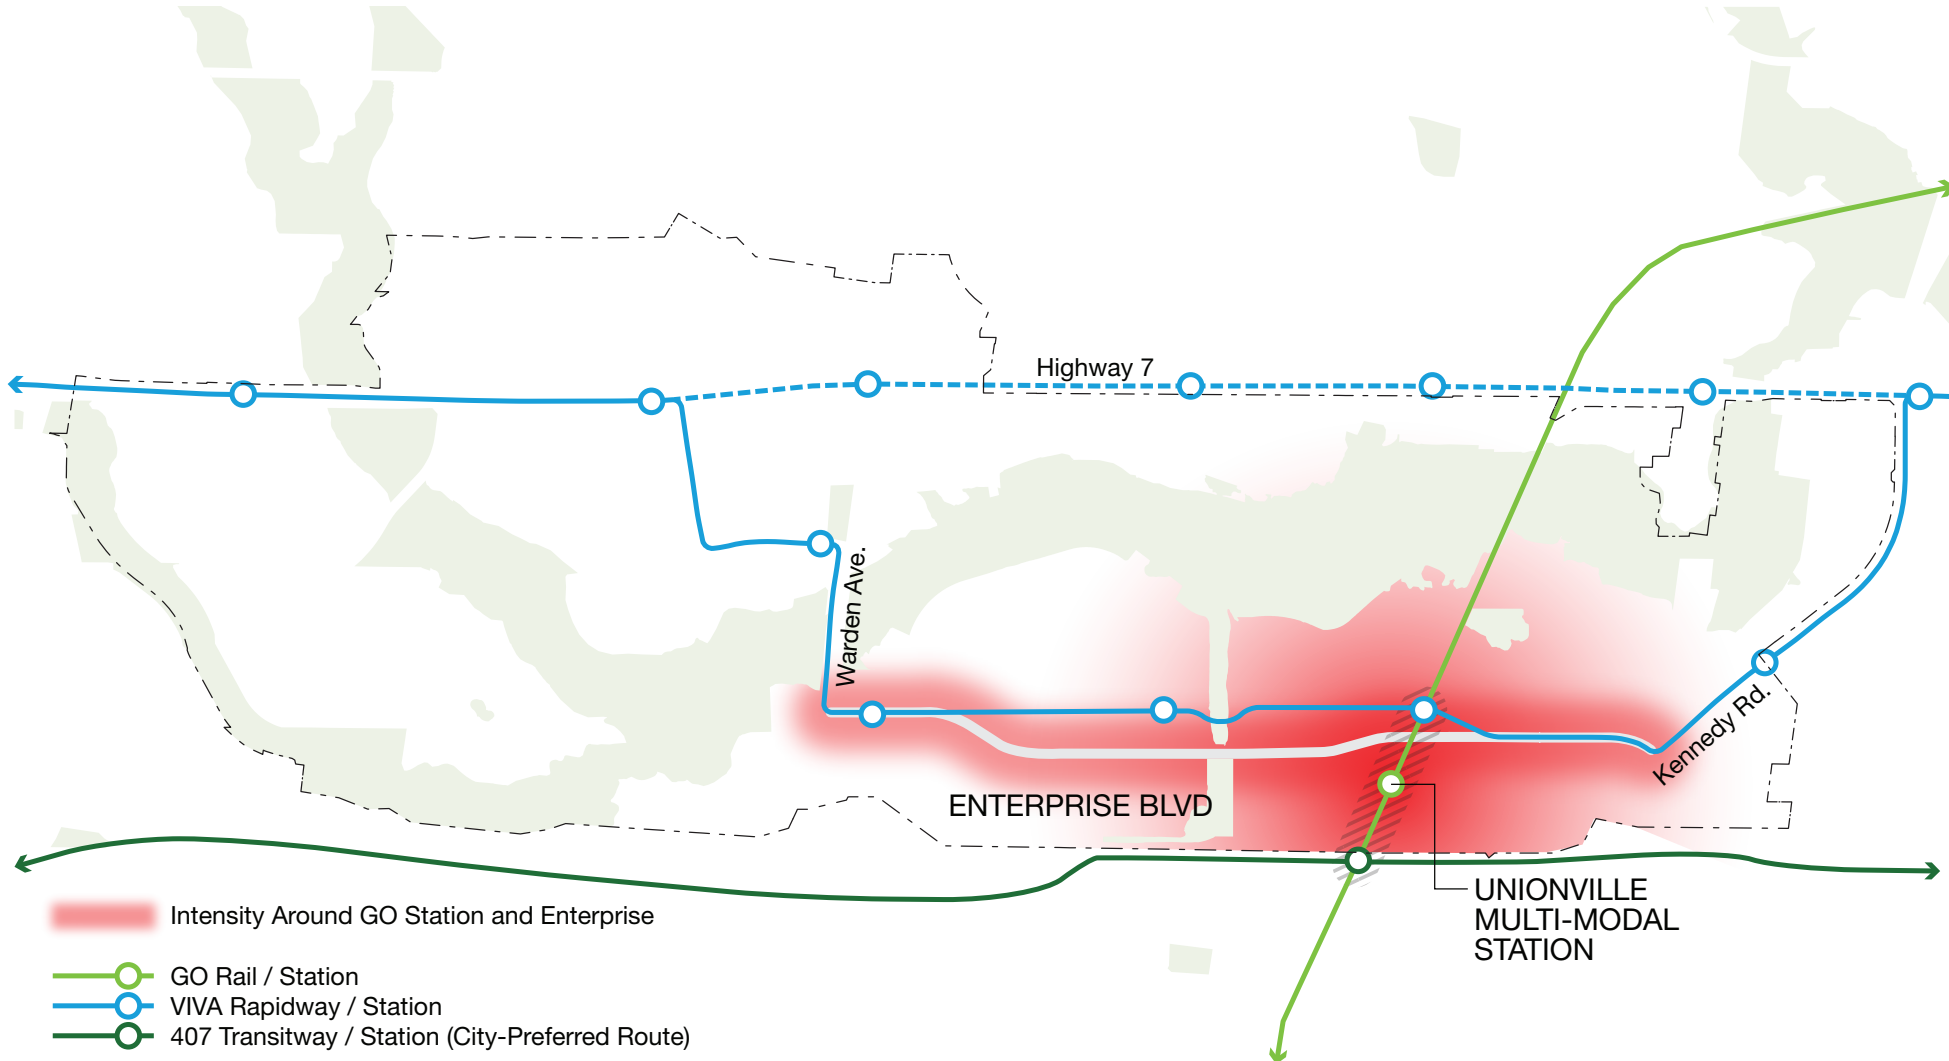 Highway 7
Warden Ave.
Kennedy Rd.
ENTERPRISE BLVD
UNIONVILLE
MULTI-MODAL
STATION
Intensity Around GO Station and Enterprise
GO Rail / Station
VIVA Rapidway / Station
407 Transitway / Station (City-Preferred Route)